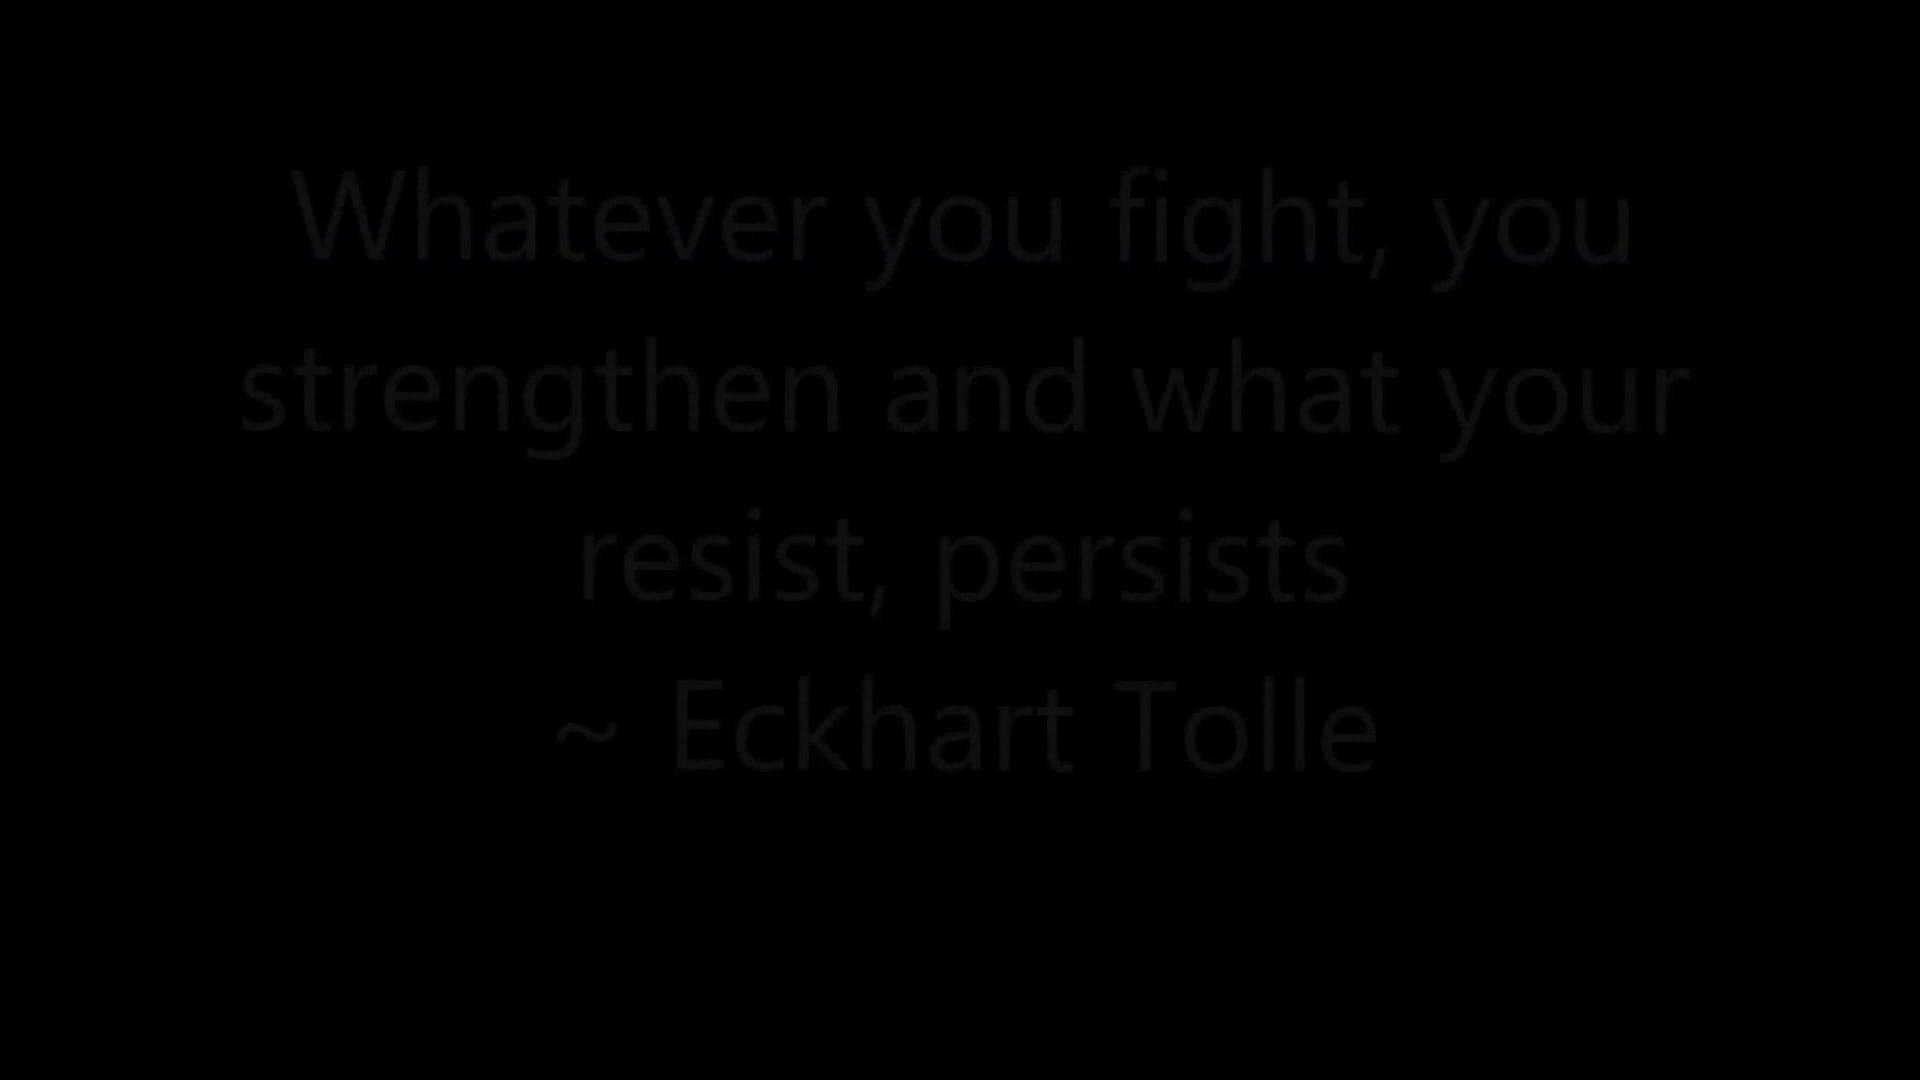 Whatever you fight, you
strengthen and what your
resist, persists
~ Eckhart Tolle